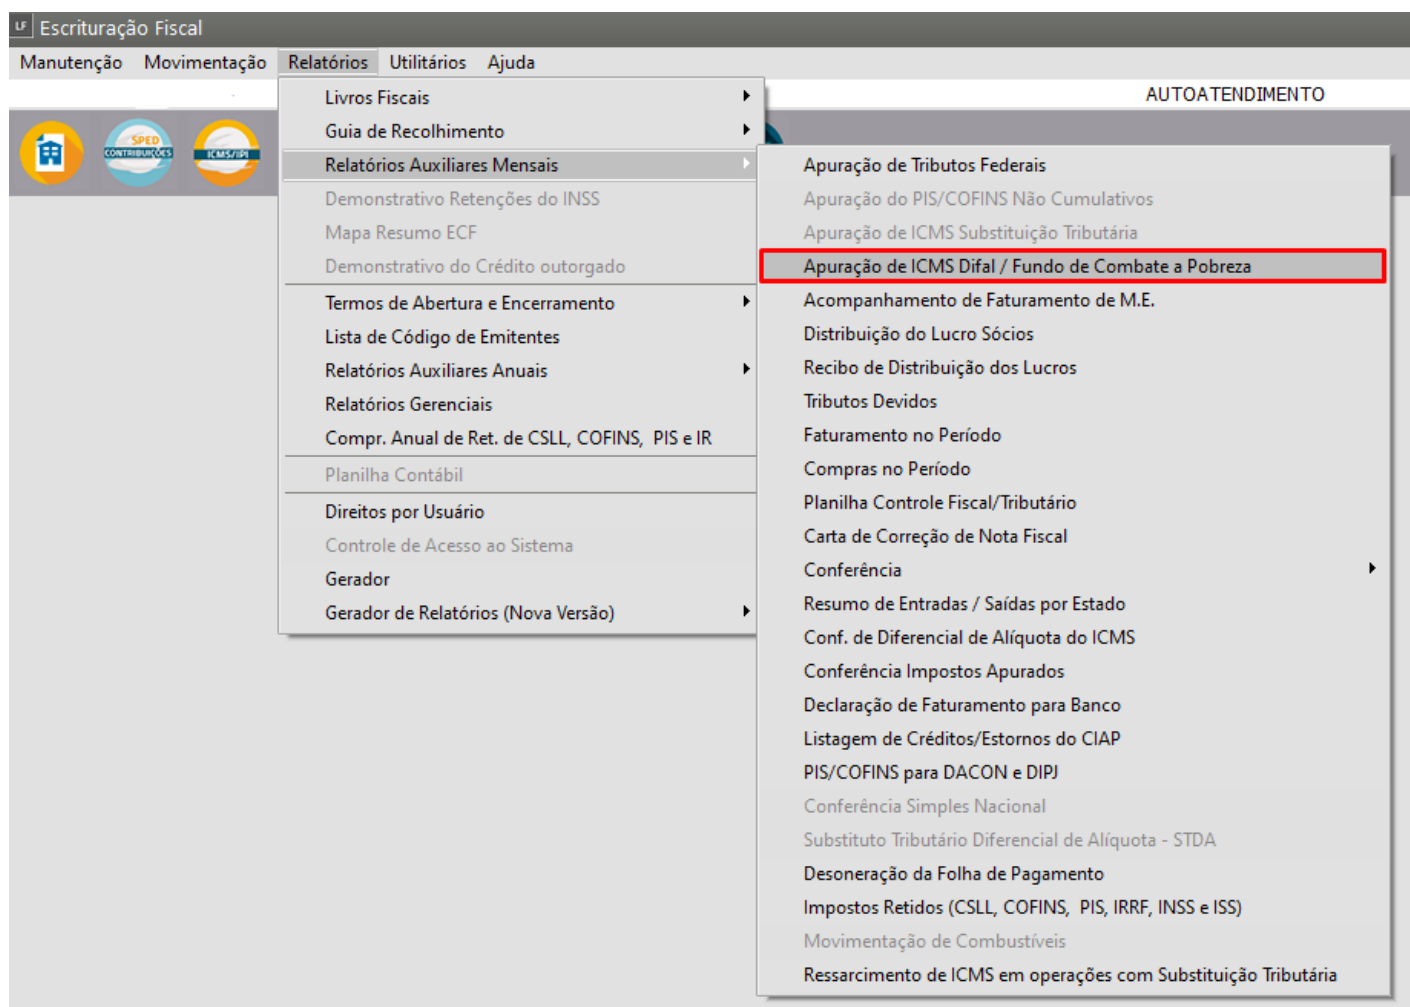 LF Escrituração Fiscal
Manutenção Movimentação Relatórios Utilitários Ajuda
AUTOATENDIMENTO
SPED
CONTRIBUIÇÕES
ICMS/IPI
Livros Fiscais
Guia de Recolhimento
Relatórios Auxiliares Mensais
Demonstrativo Retenções do INSS
Mapa Resumo ECF
Demonstrativo do Crédito outorgado
Termos de Abertura e Encerramento
Lista de Código de Emitentes
Relatórios Auxiliares Anuais
Relatórios Gerenciais
Compr. Anual de Ret. de CSLL, COFINS, PIS e IR
Planilha Contábil
Direitos por Usuário
Controle de Acesso ao Sistema
Gerador
Gerador de Relatórios (Nova Versão)
Apuração de Tributos Federais
Apuração do PIS/COFINS Não Cumulativos
Apuração de ICMS Substituição Tributária
Apuração de ICMS Difal / Fundo de Combate a Pobreza
Acompanhamento de Faturamento de M.E.
Distribuição do Lucro Sócios
Recibo de Distribuição dos Lucros
Tributos Devidos
Faturamento no Período
Compras no Período
Planilha Controle Fiscal/Tributário
Carta de Correção de Nota Fiscal
Conferência
Resumo de Entradas / Saídas por Estado
Conf. de Diferencial de Alíquota do ICMS
Conferência Impostos Apurados
Declaração de Faturamento para Banco
Listagem de Créditos/Estornos do CIAP
PIS/COFINS para DACON e DIPJ
Conferência Simples Nacional
Substituto Tributário Diferencial de Alíquota - STDA
Desoneração da Folha de Pagamento
Impostos Retidos (CSLL, COFINS, PIS, IRRF, INSS e ISS)
Movimentação de Combustíveis
Ressarcimento de ICMS em operações com Substituição Tributária